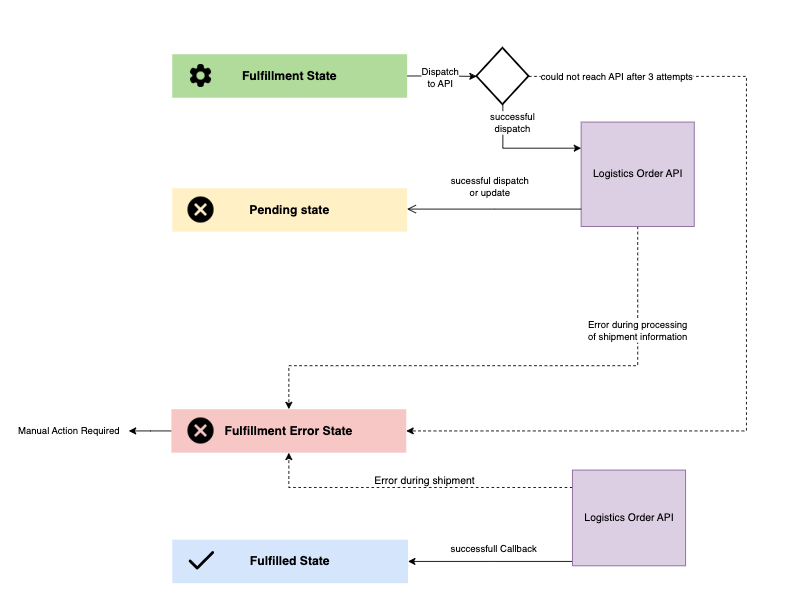 Fulfillment State
Dispatch
to API
could not reach API after 3 attempts
successful
dispatch
Logistics Order API
sucessful dispatch
or update
Pending state
Error during processing
of shipment information
Manual Action Required
Fulfillment Error State
Error during shipment
Logistics Order API
successfull Callback
Fulfilled State